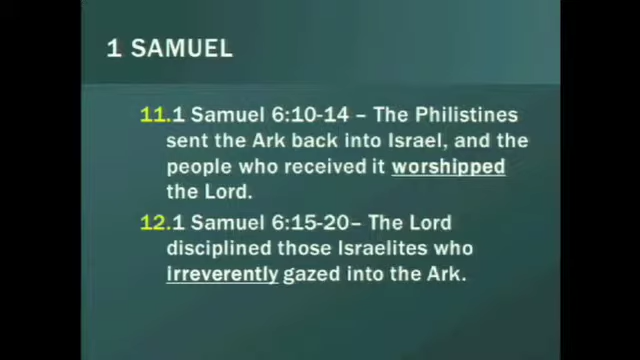 1 SAMUEL
11.1 Samuel 6:10-14 – The Philistines
sent the Ark back into Israel, and the
people who received it worshipped
the Lord.
12.1 Samuel 6:15-20– The Lord
disciplined those Israelites who
irreverently gazed into the Ark.